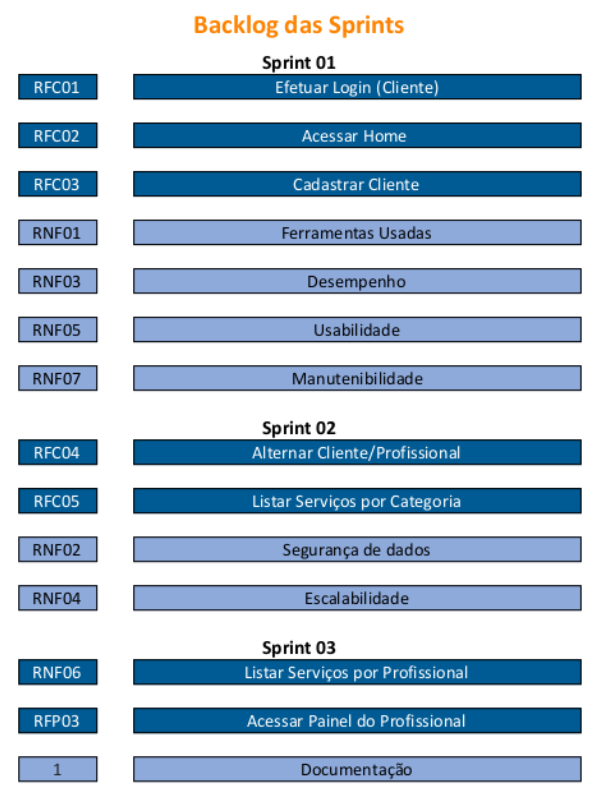 Backlog das Sprints
Sprint 01
RFC01 Efetuar Login (Cliente)
RFC02 Acessar Home
RFC03 Cadastrar Cliente
RNF01 Ferramentas Usadas
RNF03 Desempenho
RNF05 Usabilidade
RNF07 Manutenibilidade
Sprint 02
RFC04 Alternar Cliente/Profissional
RFC05 Listar Serviços por Categoria
RNF02 Segurança de dados
RNF04 Escalabilidade
Sprint 03
RNF06 Listar Serviços por Profissional
RFP03 Acessar Painel do Profissional
1 Documentação